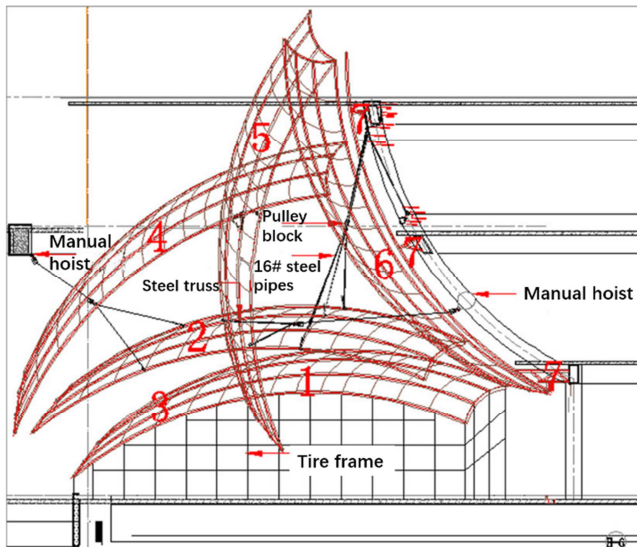 7
5
Pulley
block
4
Manual
hoist
16# steel
pipes
6
7
Steel truss
Manual hoist
2
1
7
3
Tire frame